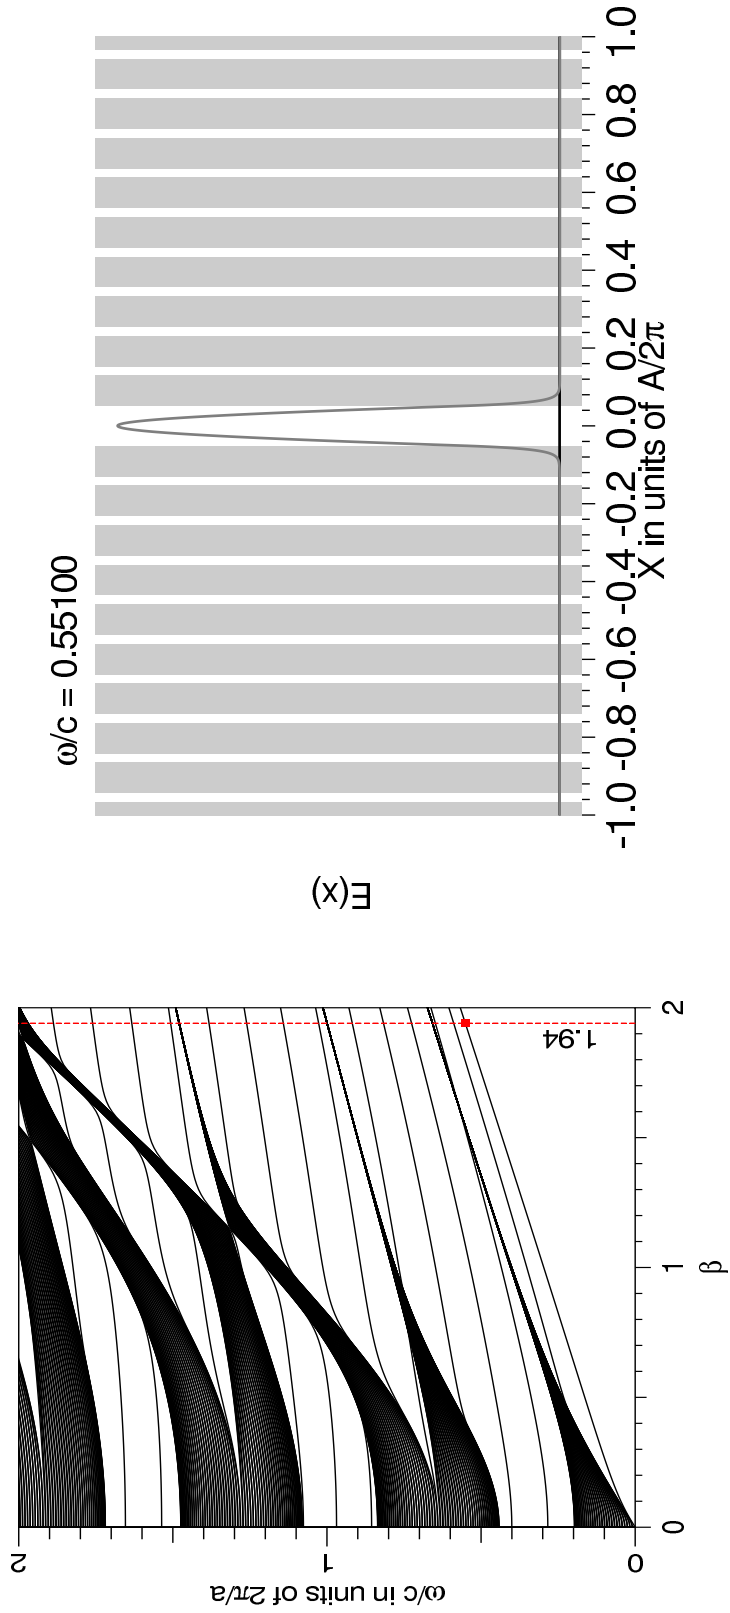 ω/c = 0.55100
E(x)
-1.0 -0.8 -0.6 -0.4 -0.2 0.0 0.2 0.4 0.6 0.8 1.0
X in units of A/2π
ω/c in units of 2π/a
2
1
0
1.94
0 1 2
β